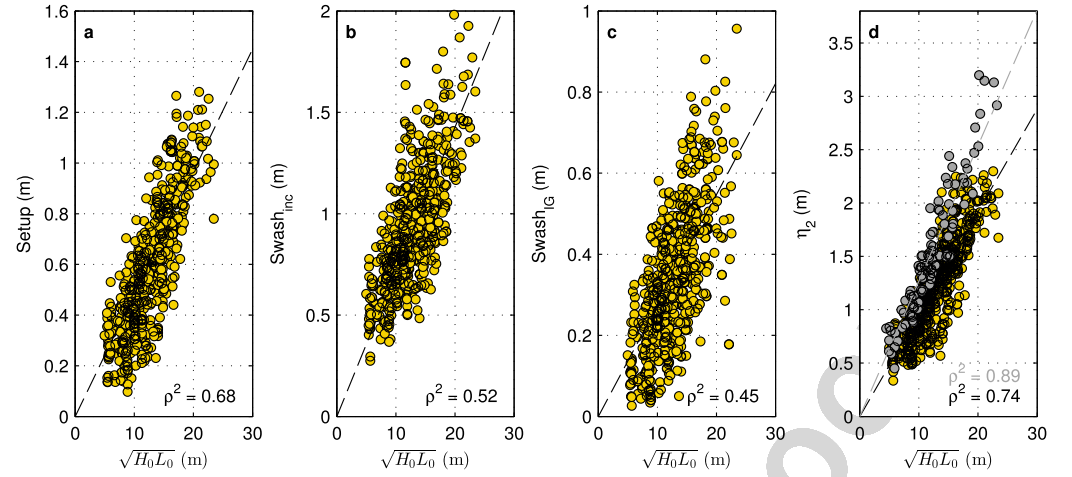 a
Setup (m)
1.6
1.4
1.2
1
0.8
0.6
0.4
0.2
0
ρ² = 0.68
0 10 20 30
√H₀L₀ (m)
b
Swash_inc (m)
2
1.5
1
0.5
0
ρ² = 0.52
0 10 20 30
√H₀L₀ (m)
c
Swash_IG (m)
1
0.8
0.6
0.4
0.2
0
ρ² = 0.45
0 10 20 30
√H₀L₀ (m)
d
η₂ (m)
3.5
3
2.5
2
1.5
1
0.5
0
ρ² = 0.89
ρ² = 0.74
0 10 20 30
√H₀L₀ (m)